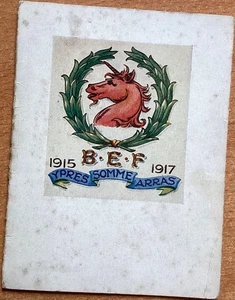 1915 B·E·F 1917
YPRES SOMME ARRAS